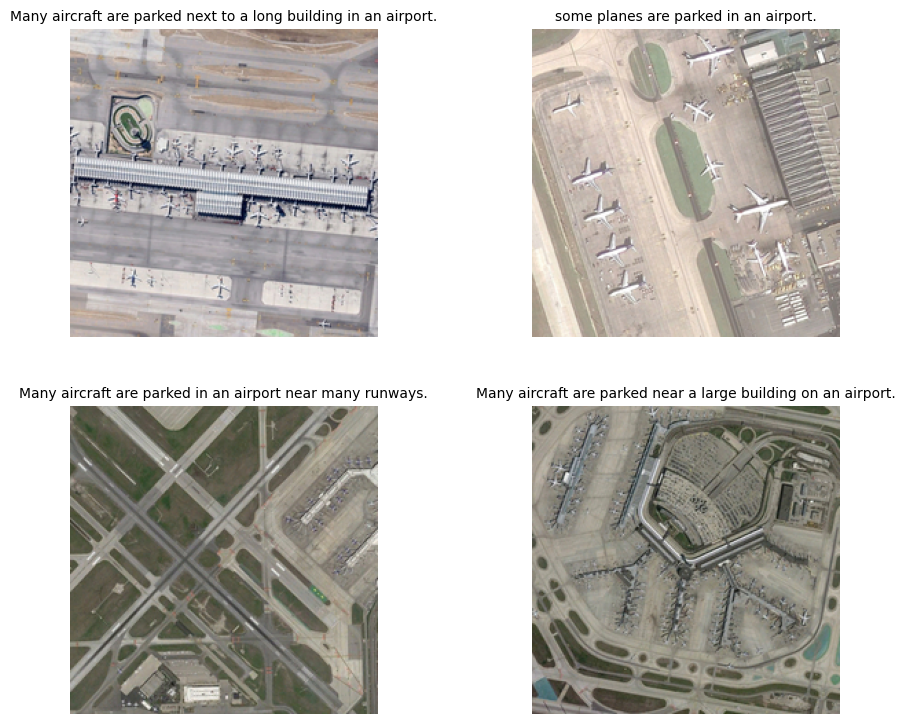 Many aircraft are parked next to a long building in an airport.
some planes are parked in an airport.
Many aircraft are parked in an airport near many runways.
Many aircraft are parked near a large building on an airport.